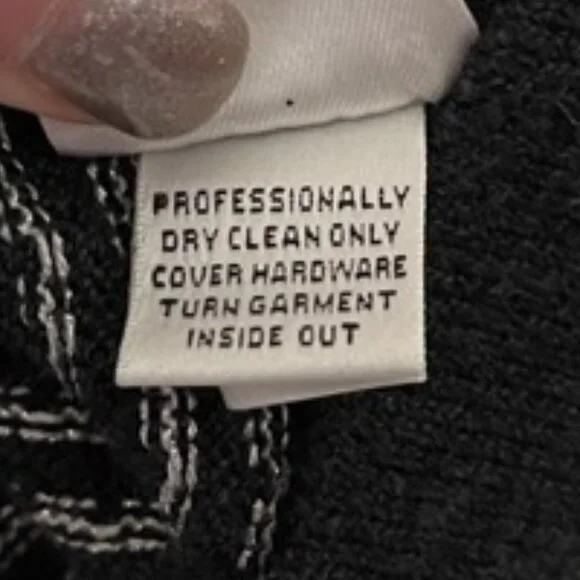 PROFESSIONALLY
DRY CLEAN ONLY
COVER HARDWARE
TURN GARMENT
INSIDE OUT